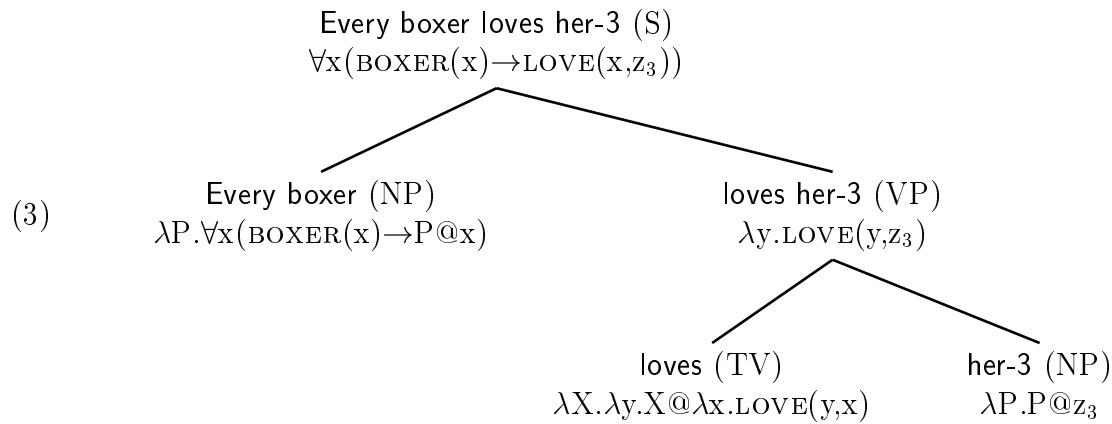 Every boxer loves her-3 (S)
∀x(BOXER(x)→LOVE(x,z₃))
(3)
Every boxer (NP)
λP.∀x(BOXER(x)→P@x)
loves her-3 (VP)
λy.LOVE(y,z₃)
loves (TV)
λX.λy.X@λx.LOVE(y,x)
her-3 (NP)
λP.P@z₃